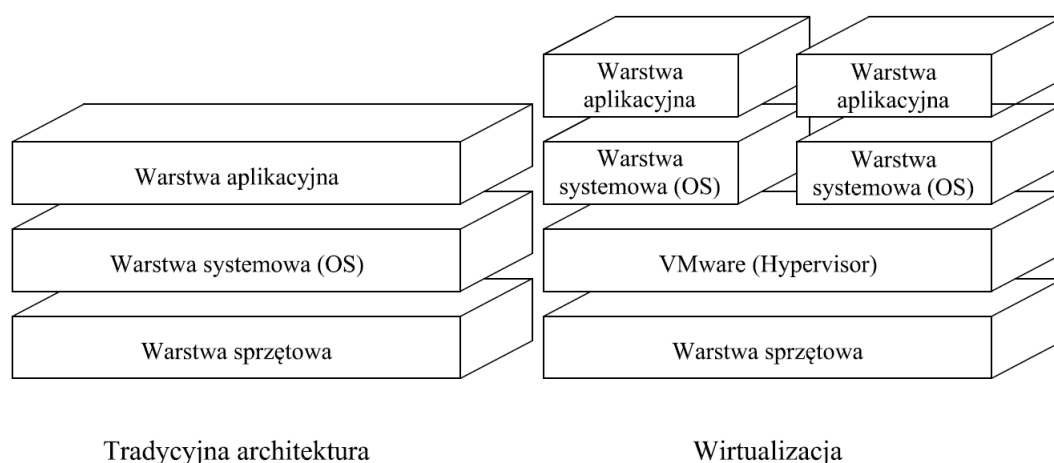 Warstwa aplikacyjna
Warstwa systemowa (OS)
Warstwa sprzętowa
Tradycyjna architektura
Warstwa
aplikacyjna
Warstwa
aplikacyjna
Warstwa
systemowa (OS)
Warstwa
systemowa (OS)
VMware (Hypervisor)
Warstwa sprzętowa
Wirtualizacja